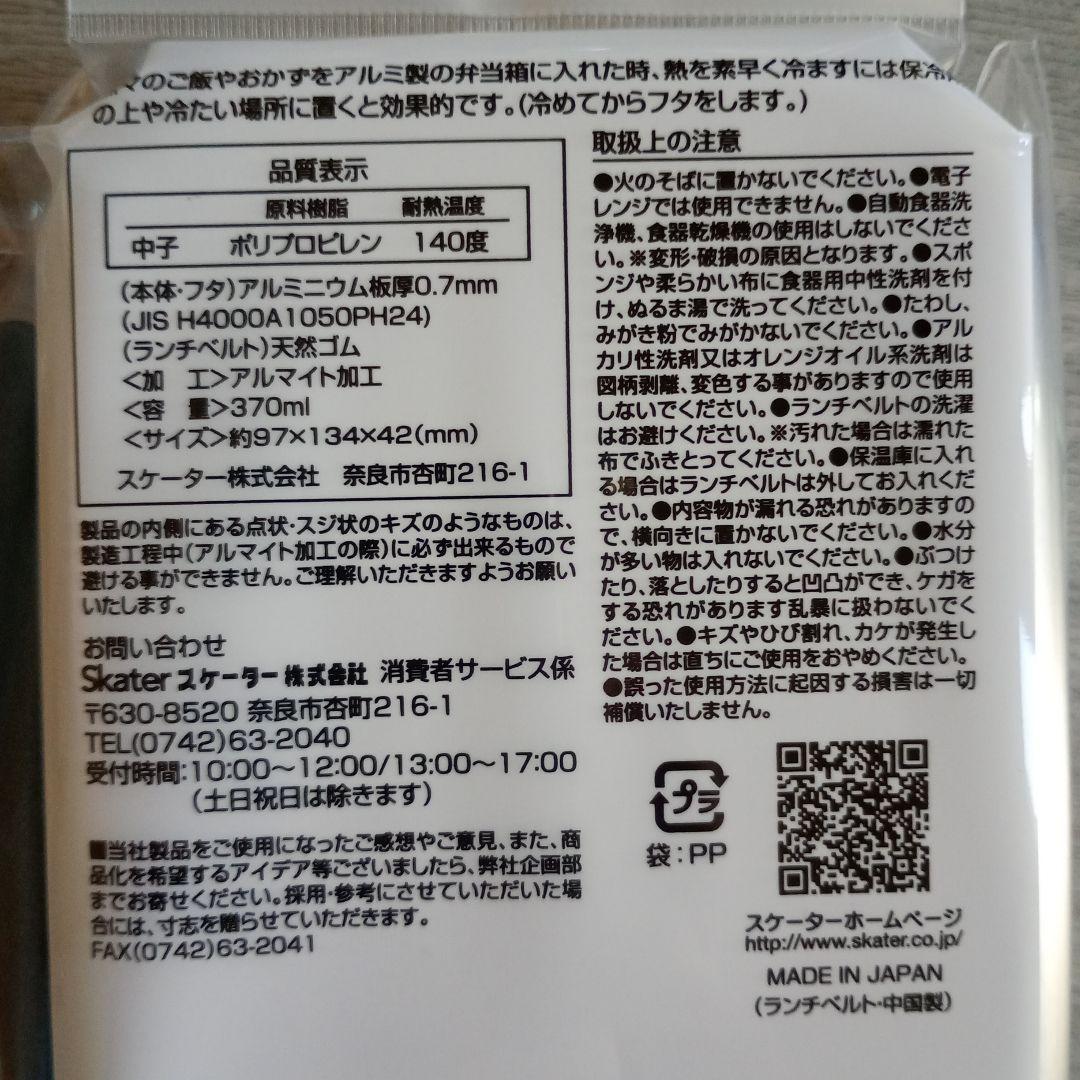 のご飯やおかずをアルミ製の弁当箱に入れた時、熱を素早く冷ますには保冷
の上や冷たい場所に置くと効果的です。(冷めてからフタをします。)
品質表示
原料樹脂 耐熱温度
中子 ポリプロピレン 140度
(本体・フタ)アルミニウム板厚0.7mm
(JIS H4000A1050PH24)
(ランチベルト)天然ゴム
<加 工>アルマイト加工
<容 量>370ml
<サイズ>約97×134×42(mm)
スケーター株式会社 奈良市杏町216-1
製品の内側にある点状・スジ状のキズのようなものは、
製造工程中(アルマイト加工の際)に必ず出来るもので
避ける事ができません。ご理解いただきますようお願い
いたします。
お問い合わせ
Skater スケーター株式会社 消費者サービス係
〒630-8520 奈良市杏町216-1
TEL(0742)63-2040
受付時間:10:00～12:00/13:00～17:00
(土日祝日は除きます)
■当社製品をご使用になったご感想やご意見、また、商
品化を希望するアイデア等ございましたら、弊社企画部
までお寄せください。採用・参考にさせていただいた場
合には、寸志を贈らせていただきます。
FAX(0742)63-2041
取扱上の注意
●火のそばに置かないでください。●電子
レンジでは使用できません。●自動食器洗
浄機、食器乾燥機の使用はしないでくださ
い。※変形・破損の原因となります。●スポ
ンジや柔らかい布に食器用中性洗剤を付
け、ぬるま湯で洗ってください。●たわし、
みがき粉でみがかないでください。●アル
カリ性洗剤又はオレンジオイル系洗剤は
図柄剥離、変色する事がありますので使用
しないでください。●ランチベルトの洗濯
はお避けください。※汚れた場合は濡れた
布でふきとってください。●保温庫に入れ
る場合はランチベルトは外してお入れくだ
さい。●内容物が漏れる恐れがありますの
で、横向きに置かないでください。●水分
が多い物は入れないでください。●ぶつけ
たり、落としたりすると凹凸ができ、ケガを
する恐れがあります乱暴に扱わないでく
ださい。●キズやひび割れ、カケが発生し
た場合は直ちにご使用をおやめください。
●誤った使用方法に起因する損害は一切
補償いたしません。
プラ
袋:PP
スケーターホームページ
http://www.skater.co.jp/
MADE IN JAPAN
(ランチベルト・中国製)